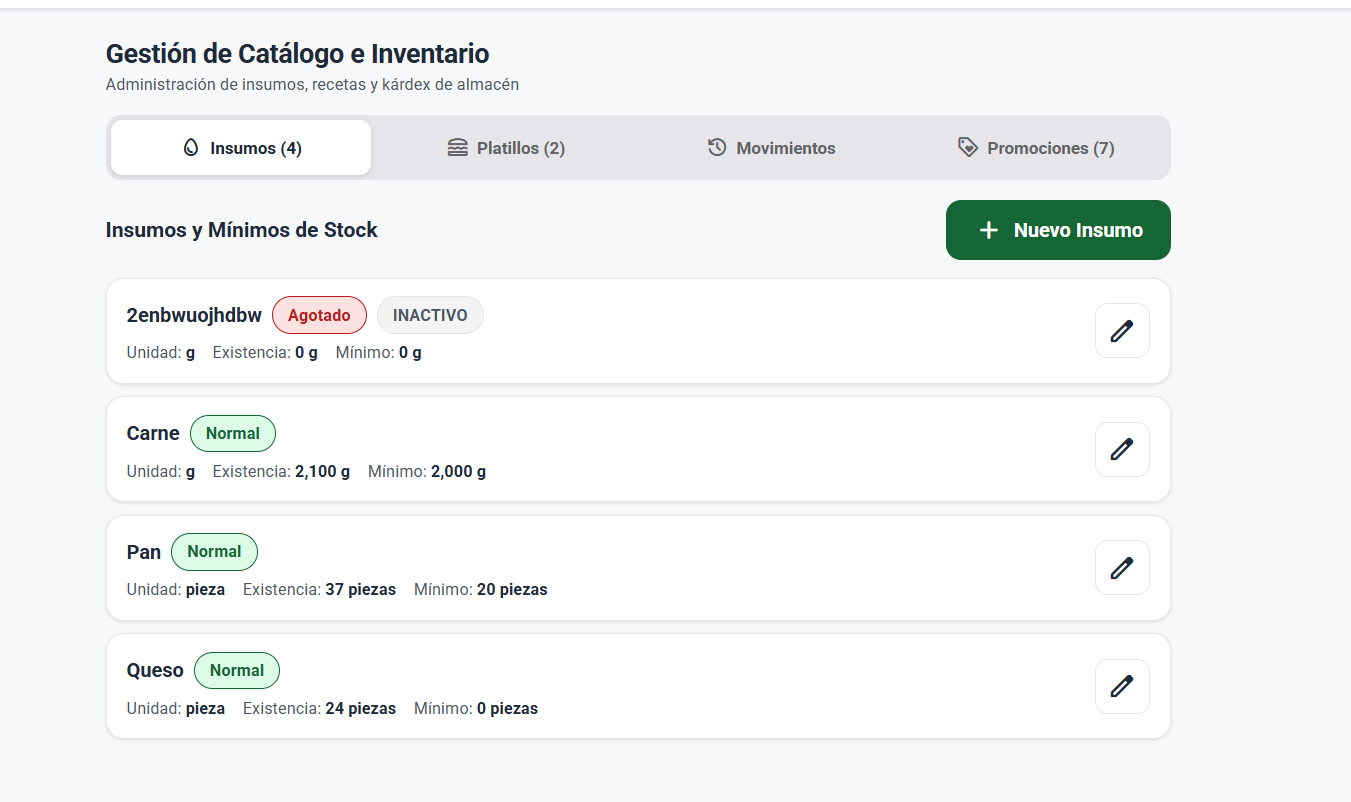 Gestión de Catálogo e Inventario
Administración de insumos, recetas y kárdex de almacén
Insumos (4) Platillos (2) Movimientos Promociones (7)
Insumos y Mínimos de Stock + Nuevo Insumo
2enbwuojhdbw Agotado INACTIVO
Unidad: g Existencia: 0 g Mínimo: 0 g
Carne Normal
Unidad: g Existencia: 2,100 g Mínimo: 2,000 g
Pan Normal
Unidad: pieza Existencia: 37 piezas Mínimo: 20 piezas
Queso Normal
Unidad: pieza Existencia: 24 piezas Mínimo: 0 piezas